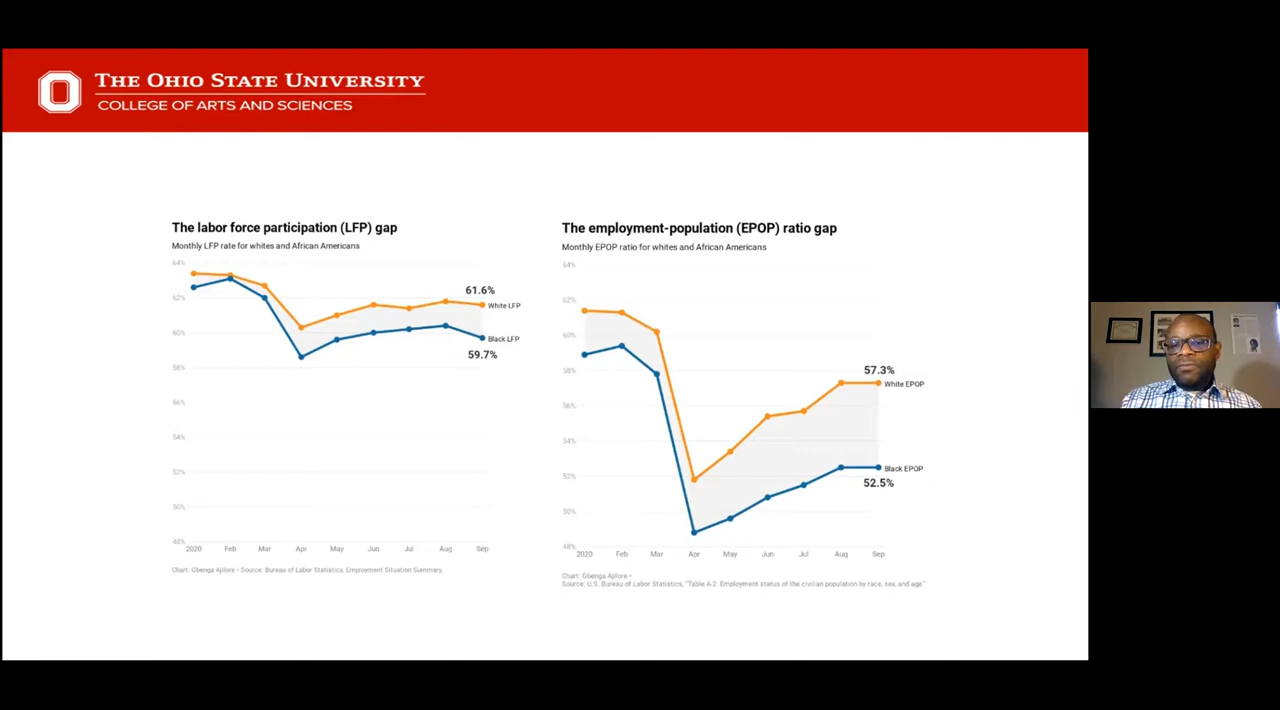 THE OHIO STATE UNIVERSITY
COLLEGE OF ARTS AND SCIENCES
The labor force participation (LFP) gap
Monthly LFP rate for whites and African Americans
64%
62%
60%
58%
56%
54%
52%
50%
48%
61.6%
White LFP
Black LFP
59.7%
2020 Feb Mar Apr May Jun Jul Aug Sep
Chart: Gbenga Ajilore • Source: Bureau of Labor Statistics, Employment Situation Summary.
The employment-population (EPOP) ratio gap
Monthly EPOP ratio for whites and African Americans
64%
62%
60%
58%
56%
54%
52%
50%
48%
57.3%
White EPOP
Black EPOP
52.5%
2020 Feb Mar Apr May Jun Jul Aug Sep
Chart: Gbenga Ajilore •
Source: U.S. Bureau of Labor Statistics, "Table A-2. Employment status of the civilian population by race, sex, and age."